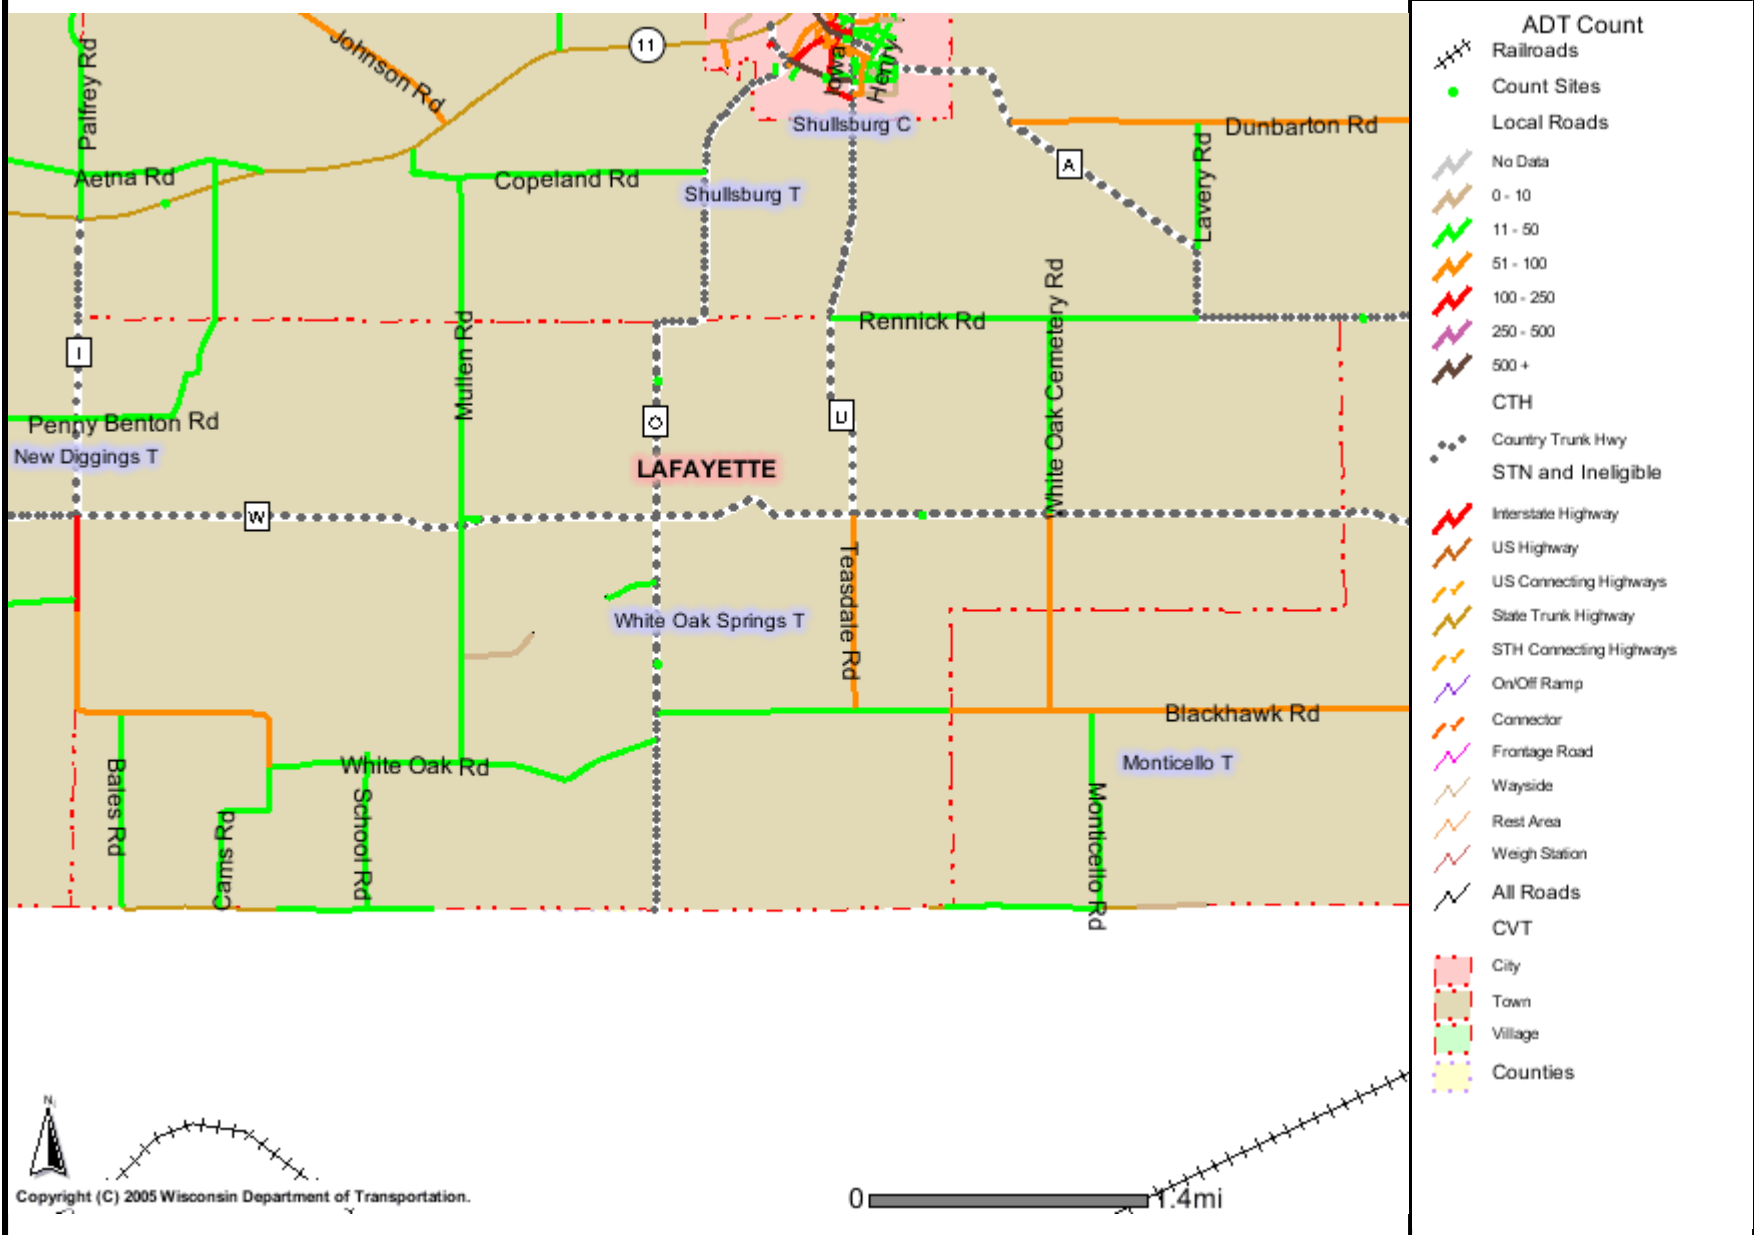 Palfrey Rd
Johnson Rd
11
Iowa
Henry
Shullsburg C
Dunbarton Rd
A
Lavery Rd
Aetna Rd
Copeland Rd
Shullsburg T
Mullen Rd
Rennick Rd
White Oak Cemetery Rd
I
Penny Benton Rd
O
U
New Diggings T
LAFAYETTE
W
Teasdale Rd
White Oak Springs T
Blackhawk Rd
Bales Rd
White Oak Rd
Monticello T
Cams Rd
School Rd
Monticello Rd
N
Copyright (C) 2005 Wisconsin Department of Transportation.
0
1.4mi
ADT Count
Railroads
Count Sites
Local Roads
No Data
0 - 10
11 - 50
51 - 100
100 - 250
250 - 500
500 +
CTH
Country Trunk Hwy
STN and Ineligible
Interstate Highway
US Highway
US Connecting Highways
State Trunk Highway
STH Connecting Highways
On/Off Ramp
Connector
Frontage Road
Wayside
Rest Area
Weigh Station
All Roads
CVT
City
Town
Village
Counties